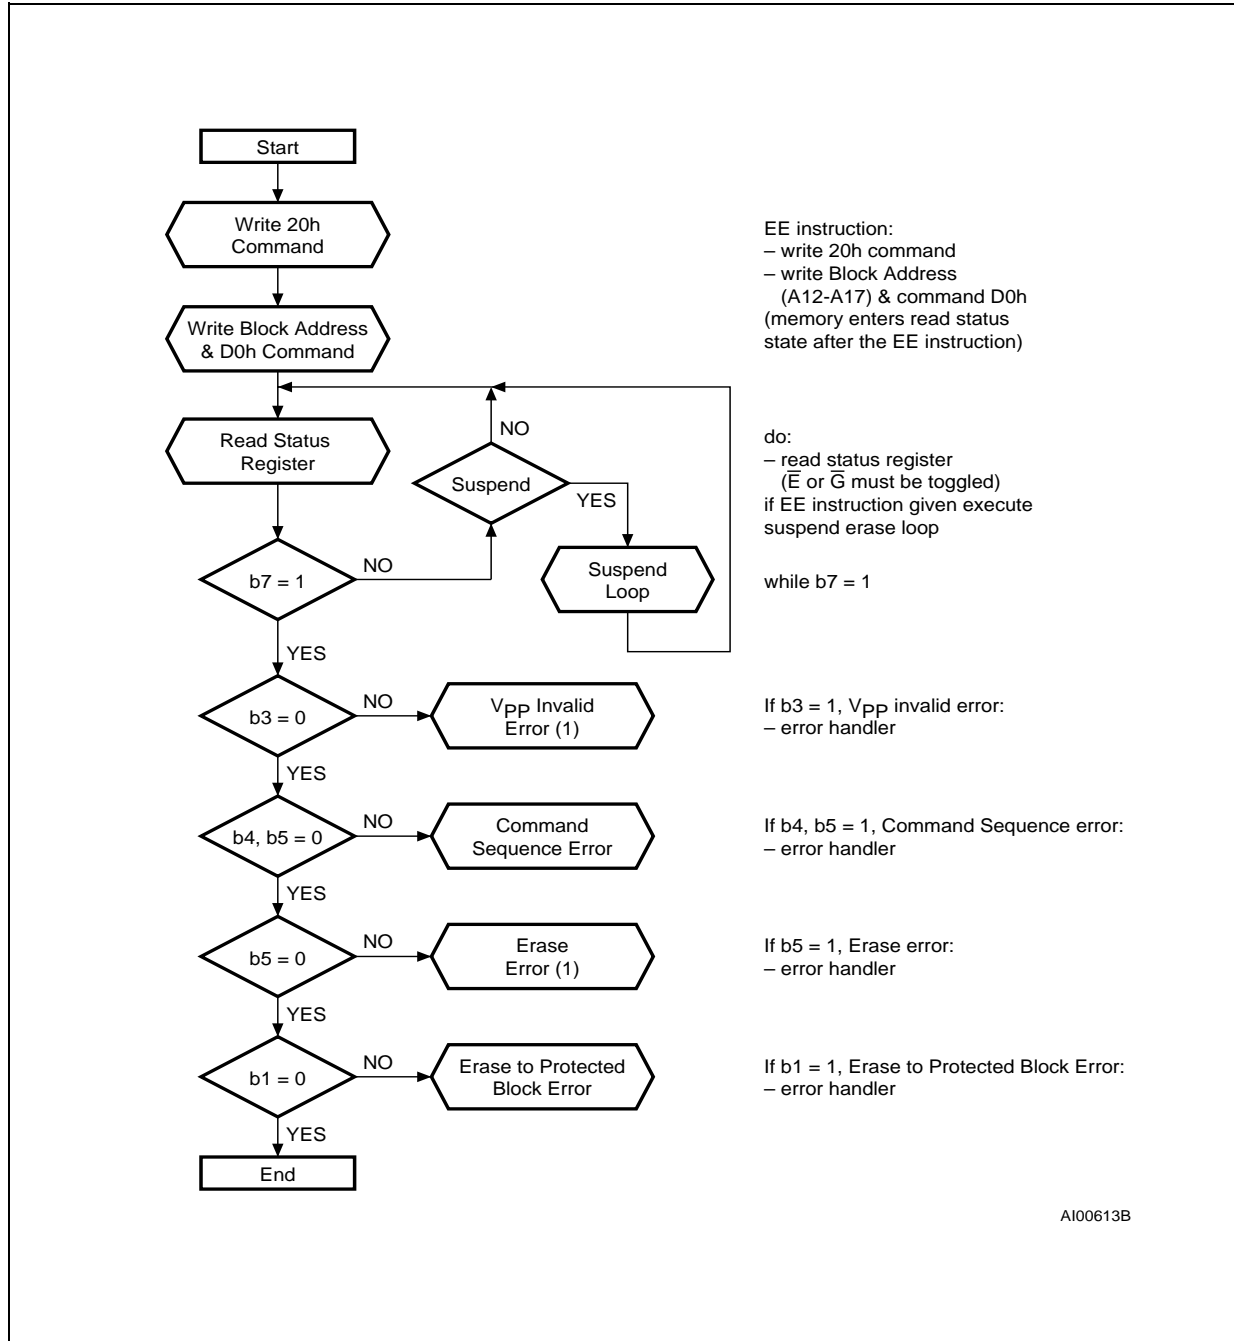 Start
Write 20h
Command
EE instruction:
– write 20h command
– write Block Address
(A12-A17) & command D0h
(memory enters read status
state after the EE instruction)
Write Block Address
& D0h Command
Read Status
Register
NO
Suspend
YES
do:
– read status register
(E̅ or G̅ must be toggled)
if EE instruction given execute
suspend erase loop
b7 = 1
NO
Suspend
Loop
while b7 = 1
YES
b3 = 0
NO
VPP Invalid
Error (1)
If b3 = 1, VPP invalid error:
– error handler
YES
b4, b5 = 0
NO
Command
Sequence Error
If b4, b5 = 1, Command Sequence error:
– error handler
YES
b5 = 0
NO
Erase
Error (1)
If b5 = 1, Erase error:
– error handler
YES
b1 = 0
NO
Erase to Protected
Block Error
If b1 = 1, Erase to Protected Block Error:
– error handler
YES
End
AI00613B